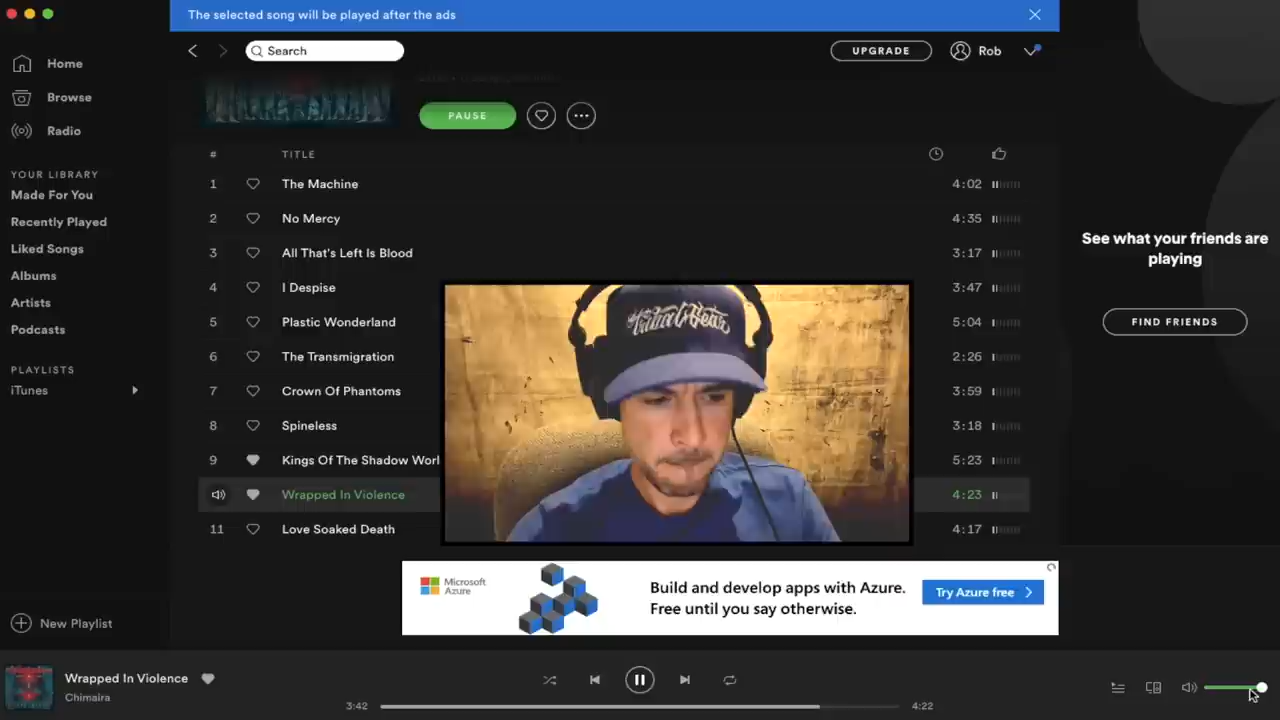 The selected song will be played after the ads
Search
UPGRADE
Rob
Home
Browse
Radio
YOUR LIBRARY
Made For You
Recently Played
Liked Songs
Albums
Artists
Podcasts
PLAYLISTS
iTunes
New Playlist
PAUSE
# TITLE
1 The Machine 4:02
2 No Mercy 4:35
3 All That's Left Is Blood 3:17
4 I Despise 3:47
5 Plastic Wonderland 5:04
6 The Transmigration 2:26
7 Crown Of Phantoms 3:59
8 Spineless 3:18
9 Kings Of The Shadow Worl 5:23
Wrapped In Violence 4:23
11 Love Soaked Death 4:17
See what your friends are
playing
FIND FRIENDS
Microsoft
Azure
Build and develop apps with Azure.
Free until you say otherwise.
Try Azure free
Wrapped In Violence
Chimaira
3:42
4:22